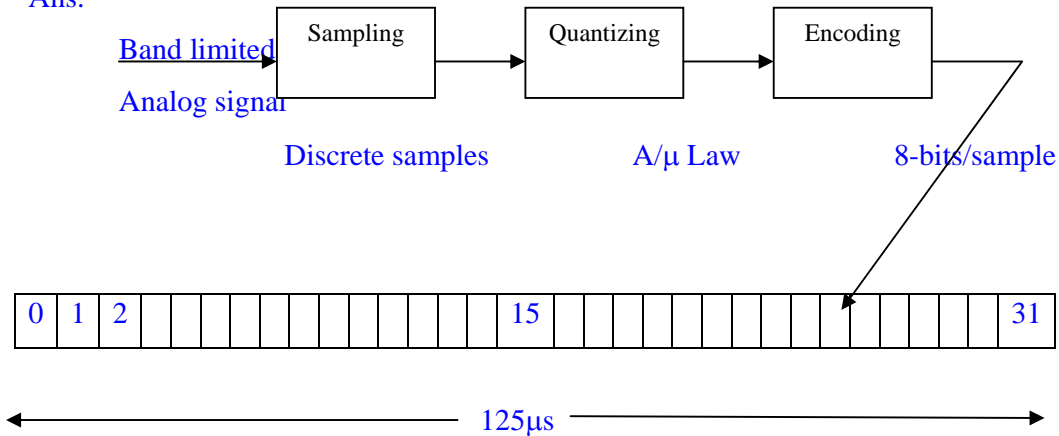 Ans:
Sampling Quantizing Encoding
Band limited
Analog signal
Discrete samples A/μ Law 8-bits/sample
0 1 2 15 31
125μs